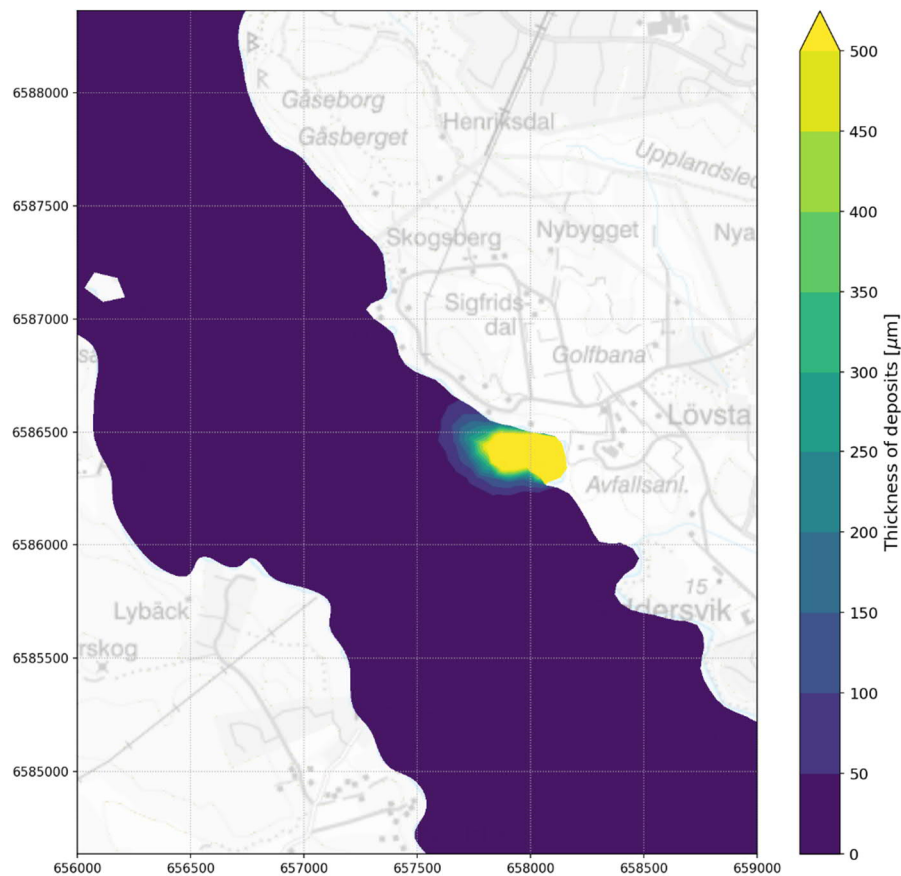 500
6588000
Gåseborg
Henriksdal
450
Gåsberget
Upplandsled
400
6587500
Skogsberg
Nybygget
Nya
350
Sigfrids-
dal
6587000
Golfbana
300
Thickness of deposits [μm]
Lövsta
6586500
250
Avfallsanl.
200
6586000
15
Lybäck
ldersvik
150
rskog
6585500
100
6585000
50
0
656000 656500 657000 657500 658000 658500 659000